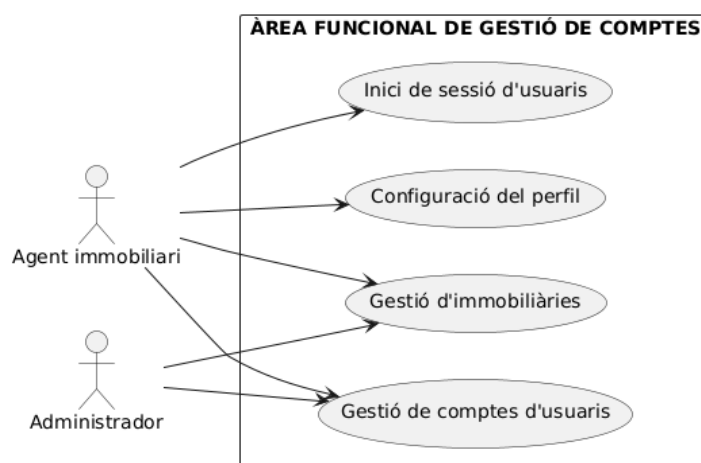 ÀREA FUNCIONAL DE GESTIÓ DE COMPTES
Inici de sessió d'usuaris
Configuració del perfil
Agent immobiliari
Gestió d'immobiliàries
Administrador
Gestió de comptes d'usuaris